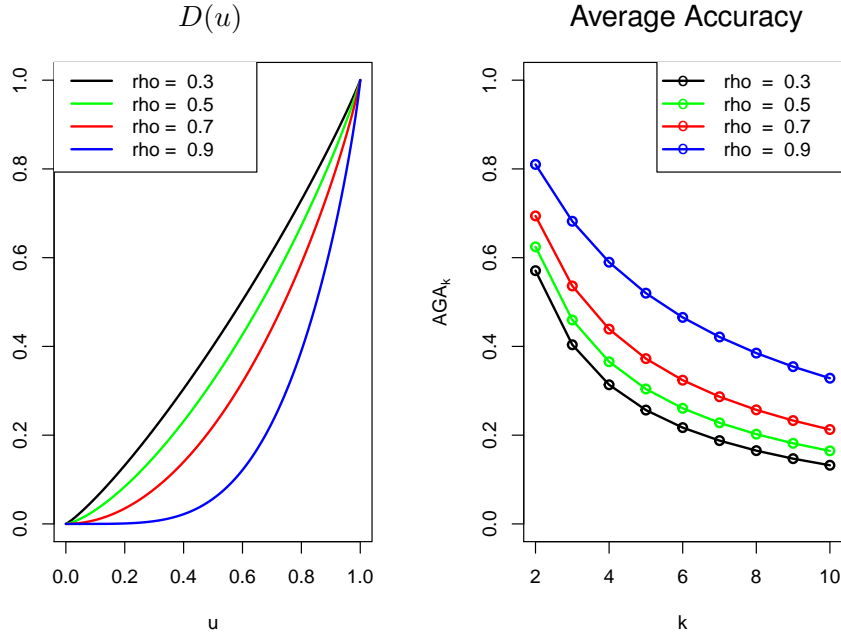 D(u)
rho = 0.3
rho = 0.5
rho = 0.7
rho = 0.9
0.0
0.2
0.4
0.6
0.8
1.0
0.0 0.2 0.4 0.6 0.8 1.0
u
Average Accuracy
rho = 0.3
rho = 0.5
rho = 0.7
rho = 0.9
AGAk
0.0
0.2
0.4
0.6
0.8
1.0
2 4 6 8 10
k